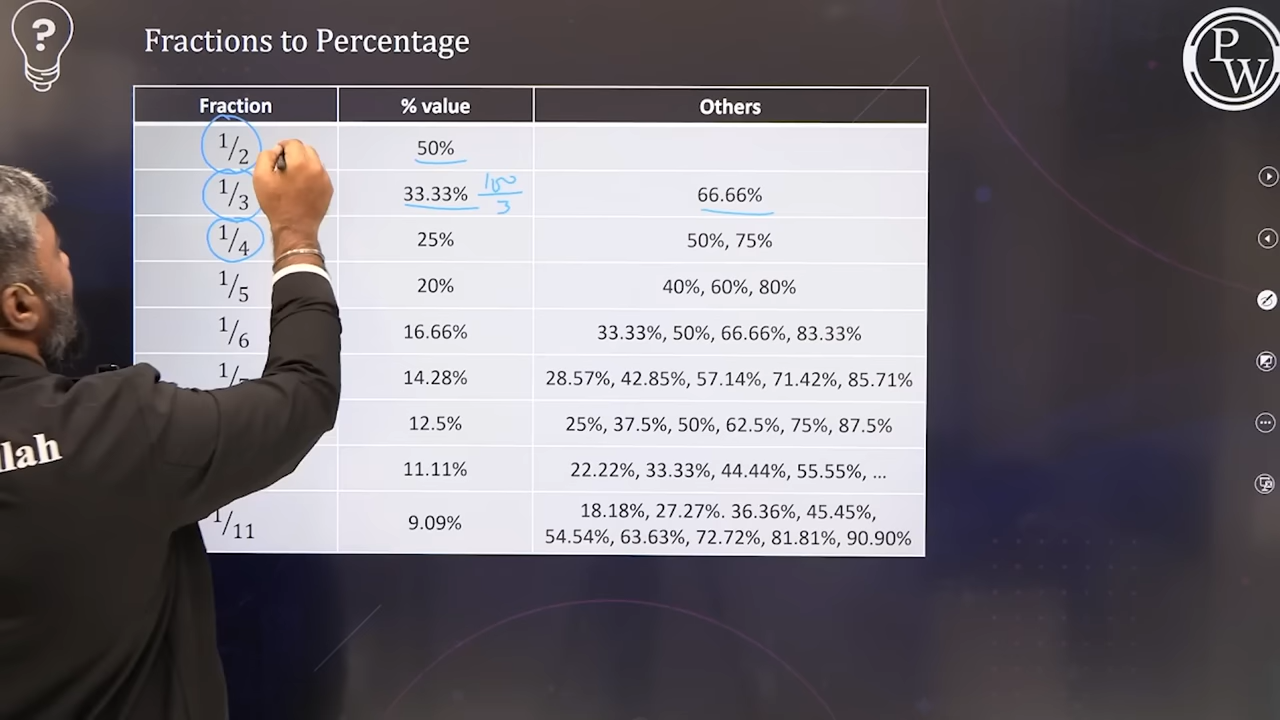 ?
Fractions to Percentage
PW
Fraction % value Others
1/2 50%
1/3 33.33% 100/3 66.66%
1/4 25% 50%, 75%
1/5 20% 40%, 60%, 80%
1/6 16.66% 33.33%, 50%, 66.66%, 83.33%
14.28% 28.57%, 42.85%, 57.14%, 71.42%, 85.71%
12.5% 25%, 37.5%, 50%, 62.5%, 75%, 87.5%
11.11% 22.22%, 33.33%, 44.44%, 55.55%, ...
1/11 9.09% 18.18%, 27.27%. 36.36%, 45.45%,
54.54%, 63.63%, 72.72%, 81.81%, 90.90%
llah